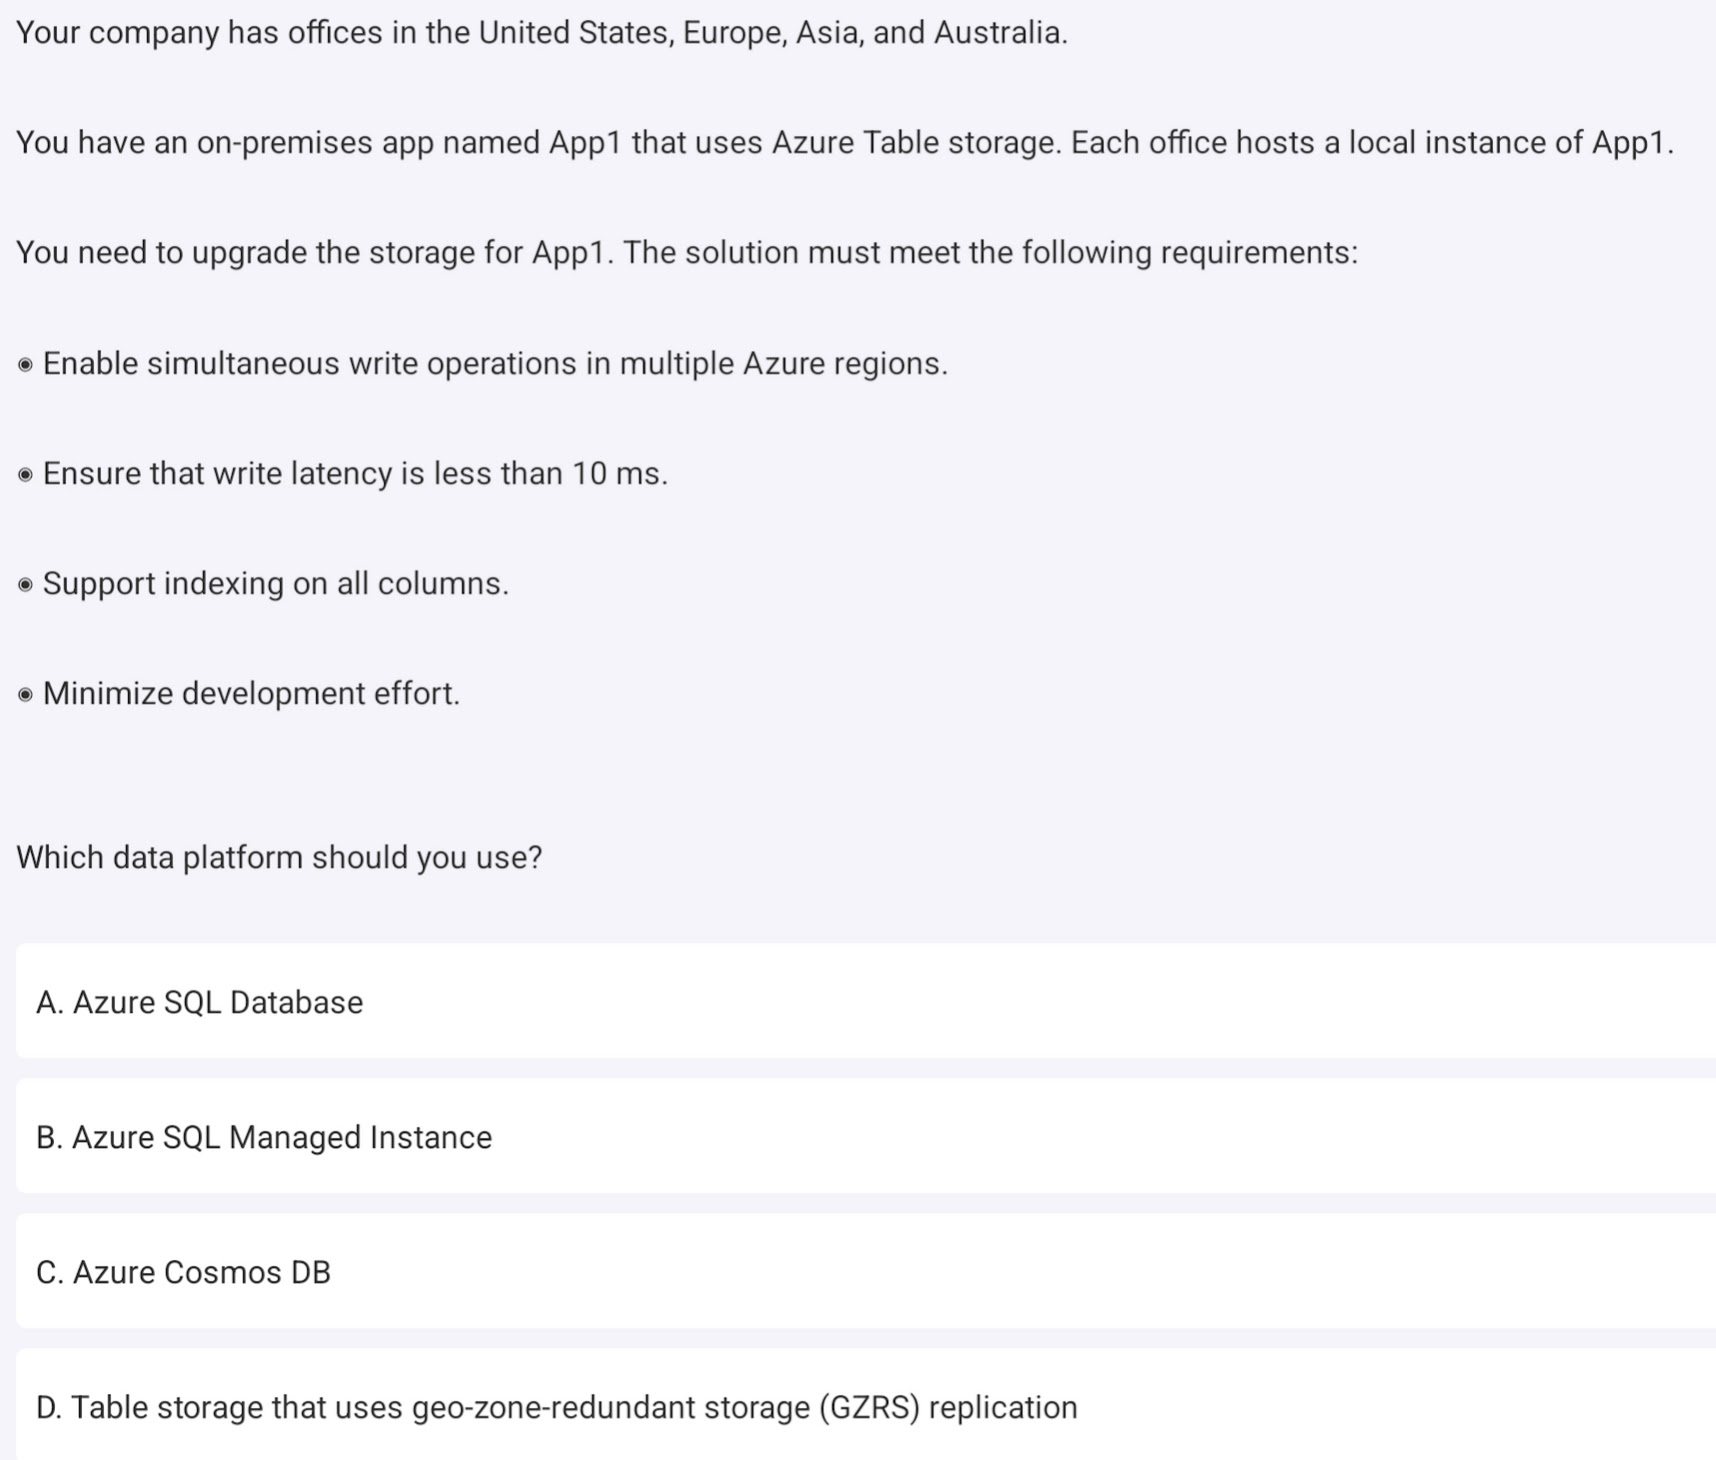 Your company has offices in the United States, Europe, Asia, and Australia.
You have an on-premises app named App1 that uses Azure Table storage. Each office hosts a local instance of App1.
You need to upgrade the storage for App1. The solution must meet the following requirements:
◉ Enable simultaneous write operations in multiple Azure regions.
◉ Ensure that write latency is less than 10 ms.
◉ Support indexing on all columns.
◉ Minimize development effort.
Which data platform should you use?
A. Azure SQL Database
B. Azure SQL Managed Instance
C. Azure Cosmos DB
D. Table storage that uses geo-zone-redundant storage (GZRS) replication